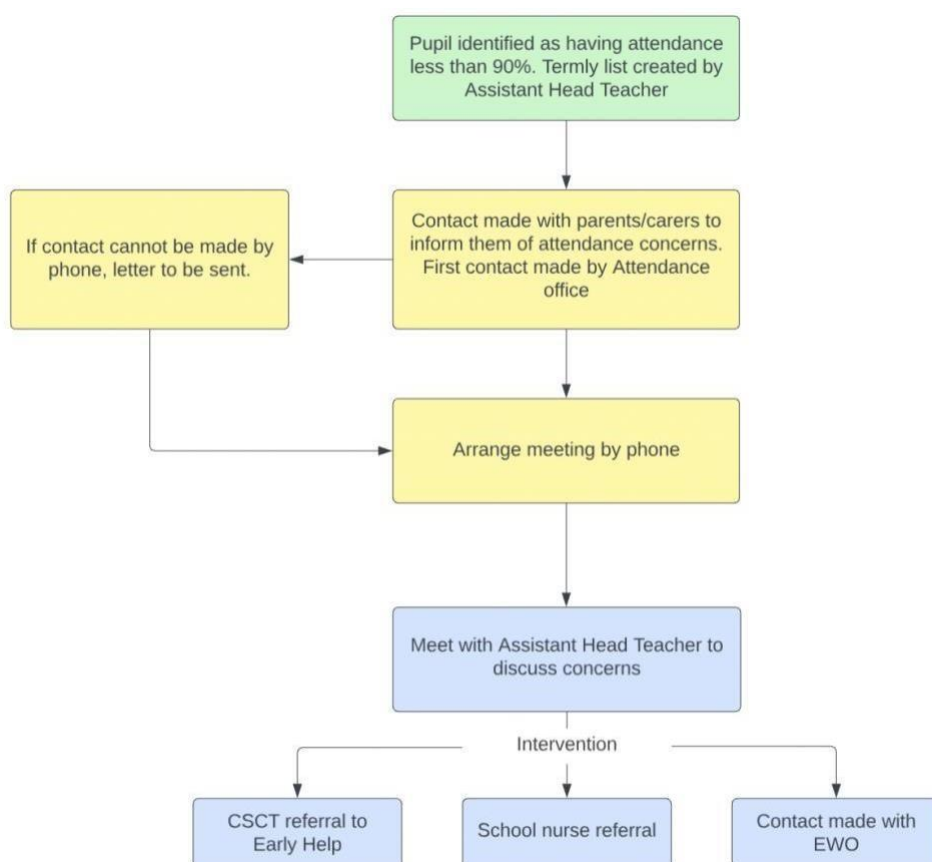 Pupil identified as having attendance
less than 90%. Termly list created by
Assistant Head Teacher
If contact cannot be made by
phone, letter to be sent.
Contact made with parents/carers to
inform them of attendance concerns.
First contact made by Attendance
office
Arrange meeting by phone
Meet with Assistant Head Teacher to
discuss concerns
Intervention
CSCT referral to
Early Help
School nurse referral
Contact made with
EWO